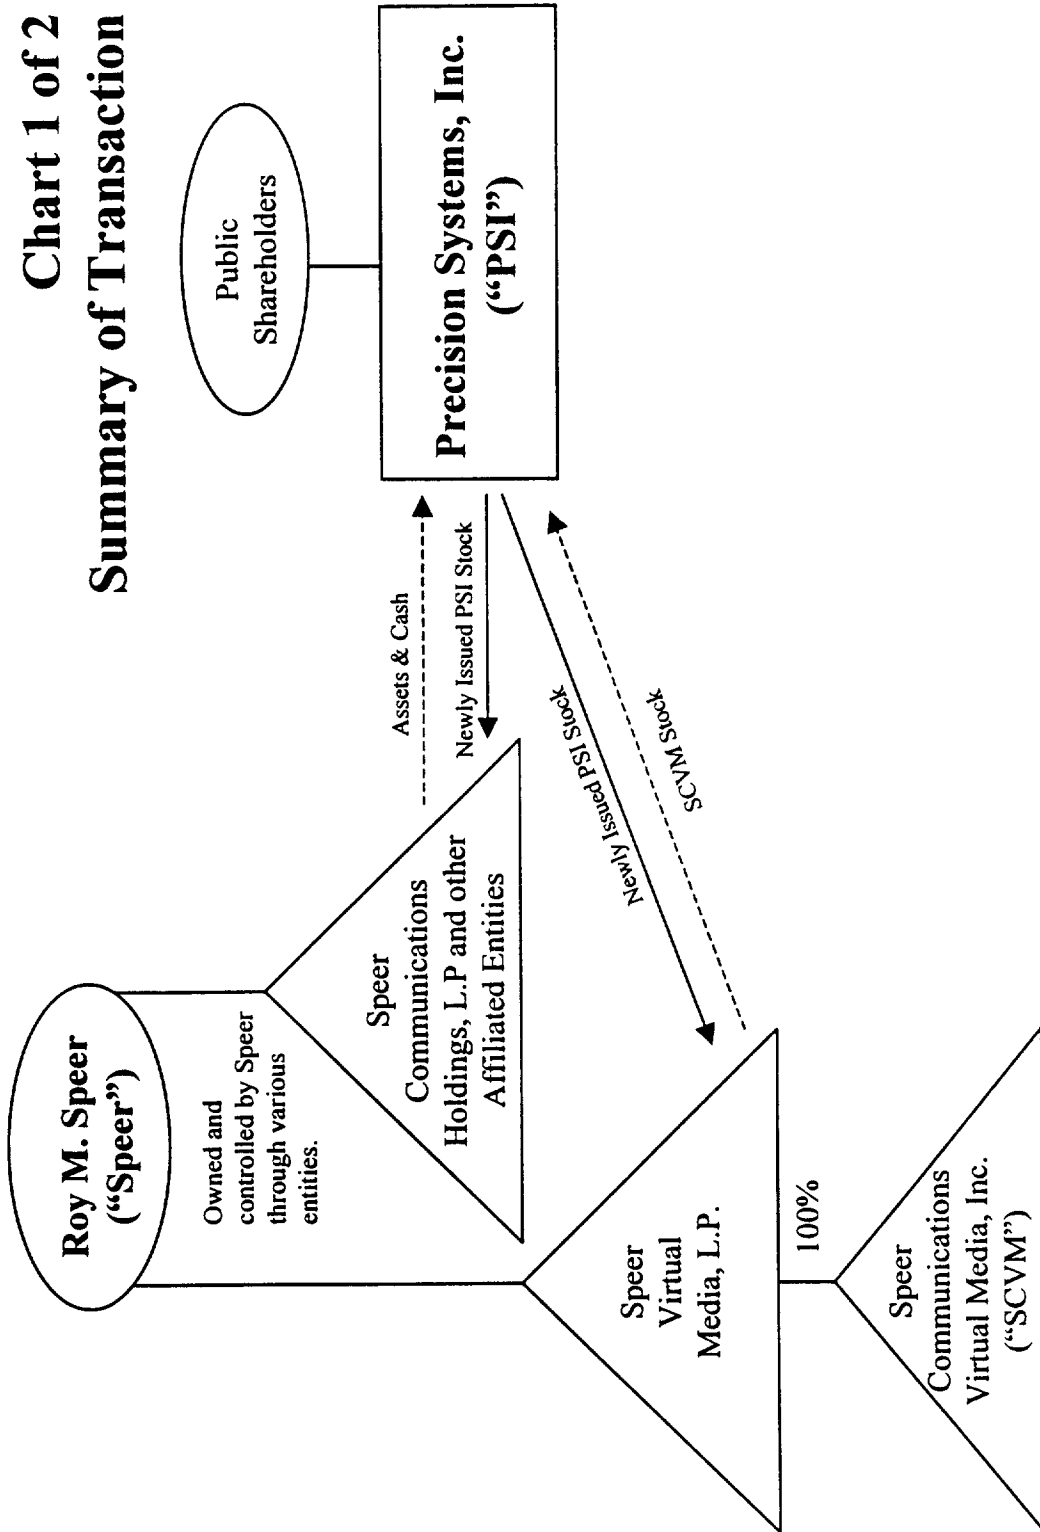 Chart 1 of 2
Summary of Transaction
Roy M. Speer
(“Speer”)
Public
Shareholders
Owned and
controlled by Speer
through various
entities.
Speer
Communications
Holdings, L.P and other
Affiliated Entities
Assets & Cash
Newly Issued PSI Stock
Precision Systems, Inc.
(“PSI”)
Newly Issued PSI Stock
SCVM Stock
Speer
Virtual
Media, L.P.
100%
Speer
Communications
Virtual Media, Inc.
(“SCVM”)